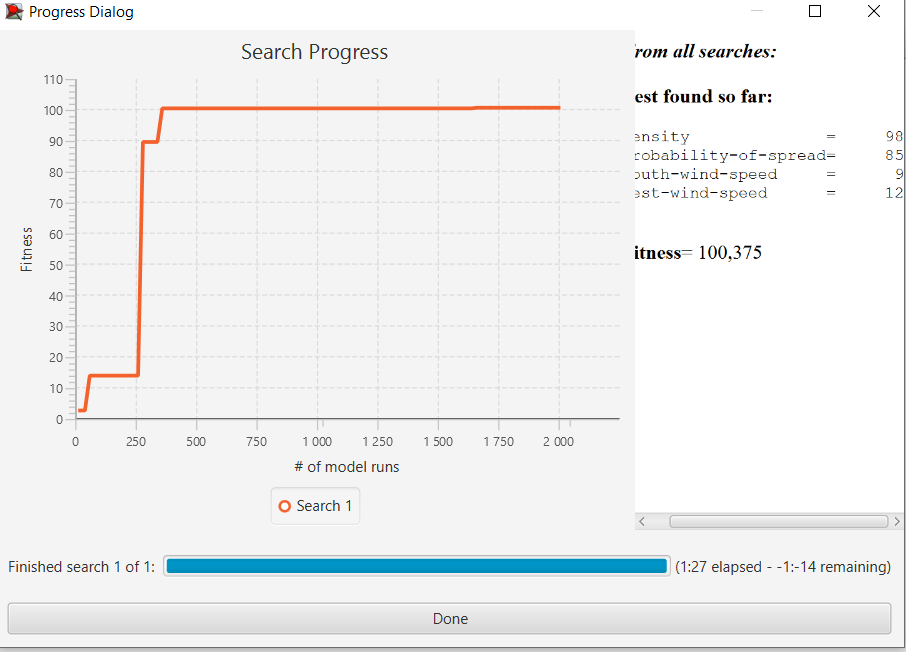 Progress Dialog
Search Progress
110
100
90
80
70
60
50
40
30
20
10
0
Fitness
0 250 500 750 1 000 1 250 1 500 1 750 2 000
# of model runs
Search 1
rom all searches:
est found so far:
ensity = 98
robability-of-spread= 85
outh-wind-speed = 9
est-wind-speed = 12
itness= 100,375
Finished search 1 of 1: (1:27 elapsed - -1:-14 remaining)
Done